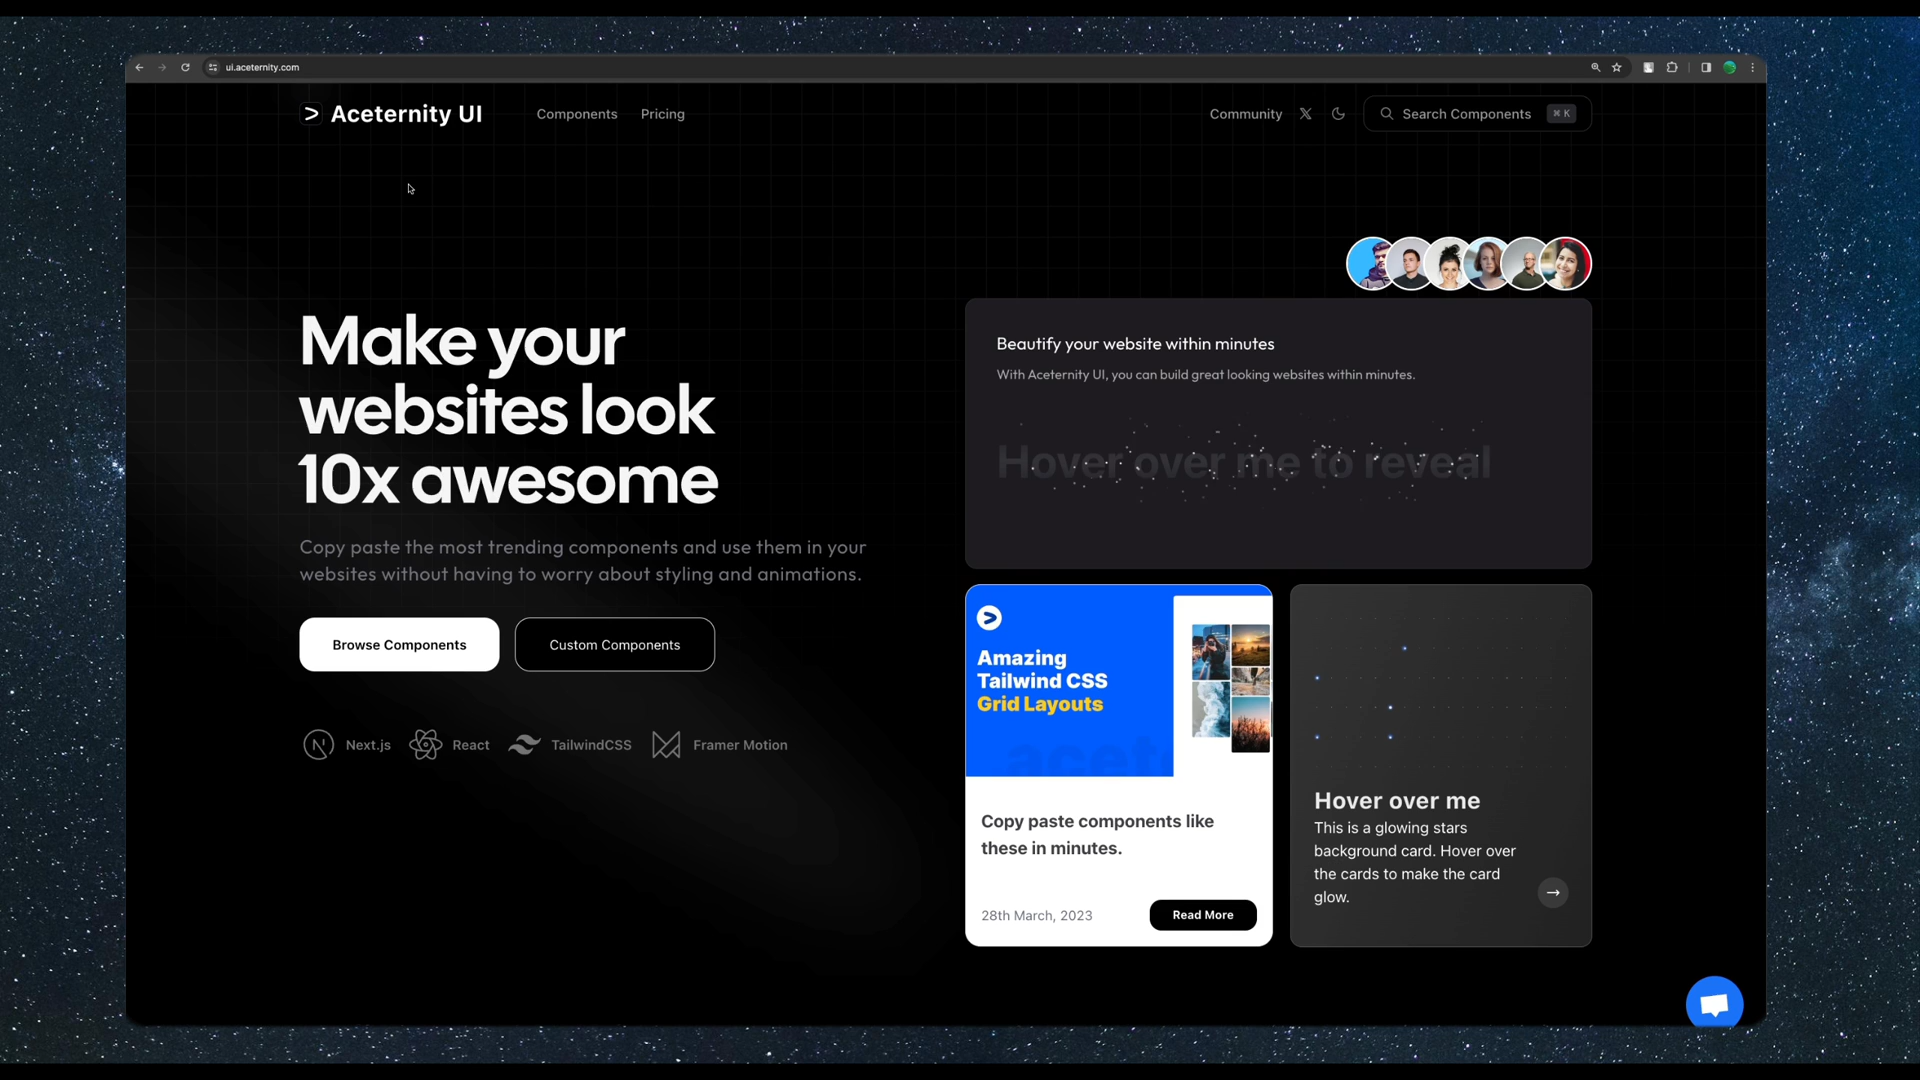 ui.aceternity.com
Aceternity UI
Components
Pricing
Community
Search Components
⌘ K
Make your
websites look
10x awesome
Copy paste the most trending components and use them in your
websites without having to worry about styling and animations.
Browse Components
Custom Components
Next.js
React
TailwindCSS
Framer Motion
Beautify your website within minutes
With Aceternity UI, you can build great looking websites within minutes.
Hover over me to reveal
Amazing
Tailwind CSS
Grid Layouts
acet
Copy paste components like
these in minutes.
28th March, 2023
Read More
Hover over me
This is a glowing stars
background card. Hover over
the cards to make the card
glow.